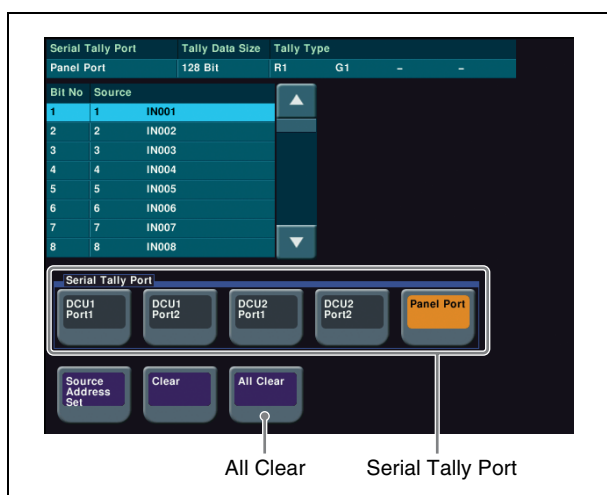 Serial Tally Port Tally Data Size Tally Type
Panel Port 128 Bit R1 G1 – –
Bit No Source
1 1 IN001
2 2 IN002
3 3 IN003
4 4 IN004
5 5 IN005
6 6 IN006
7 7 IN007
8 8 IN008
Serial Tally Port
DCU1 Port1
DCU1 Port2
DCU2 Port1
DCU2 Port2
Panel Port
Source Address Set
Clear
All Clear
All Clear Serial Tally Port